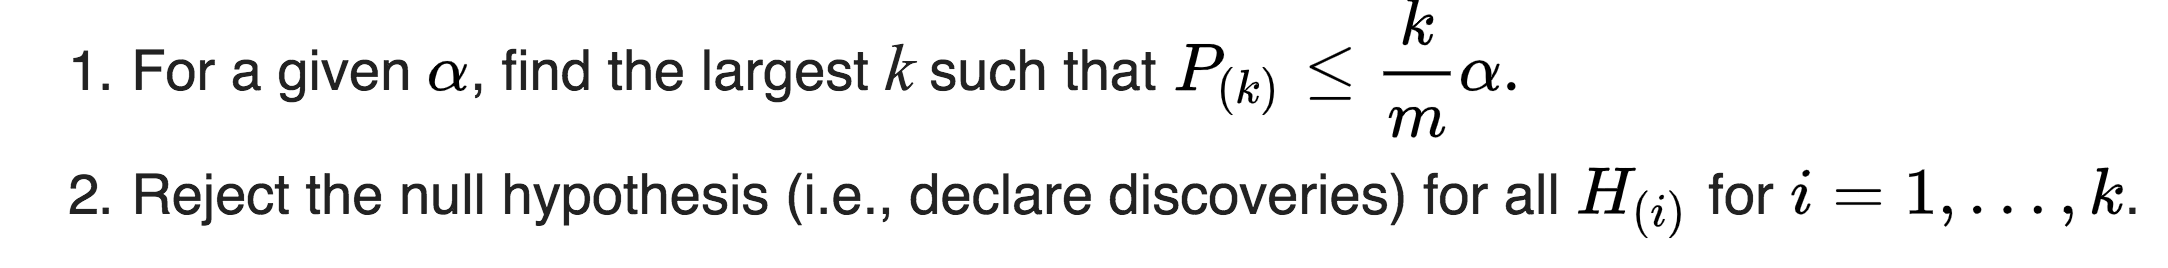 1. For a given α, find the largest k such that P₍ₖ₎ ≤ k/m α.
2. Reject the null hypothesis (i.e., declare discoveries) for all H₍ᵢ₎ for i = 1, . . . , k.